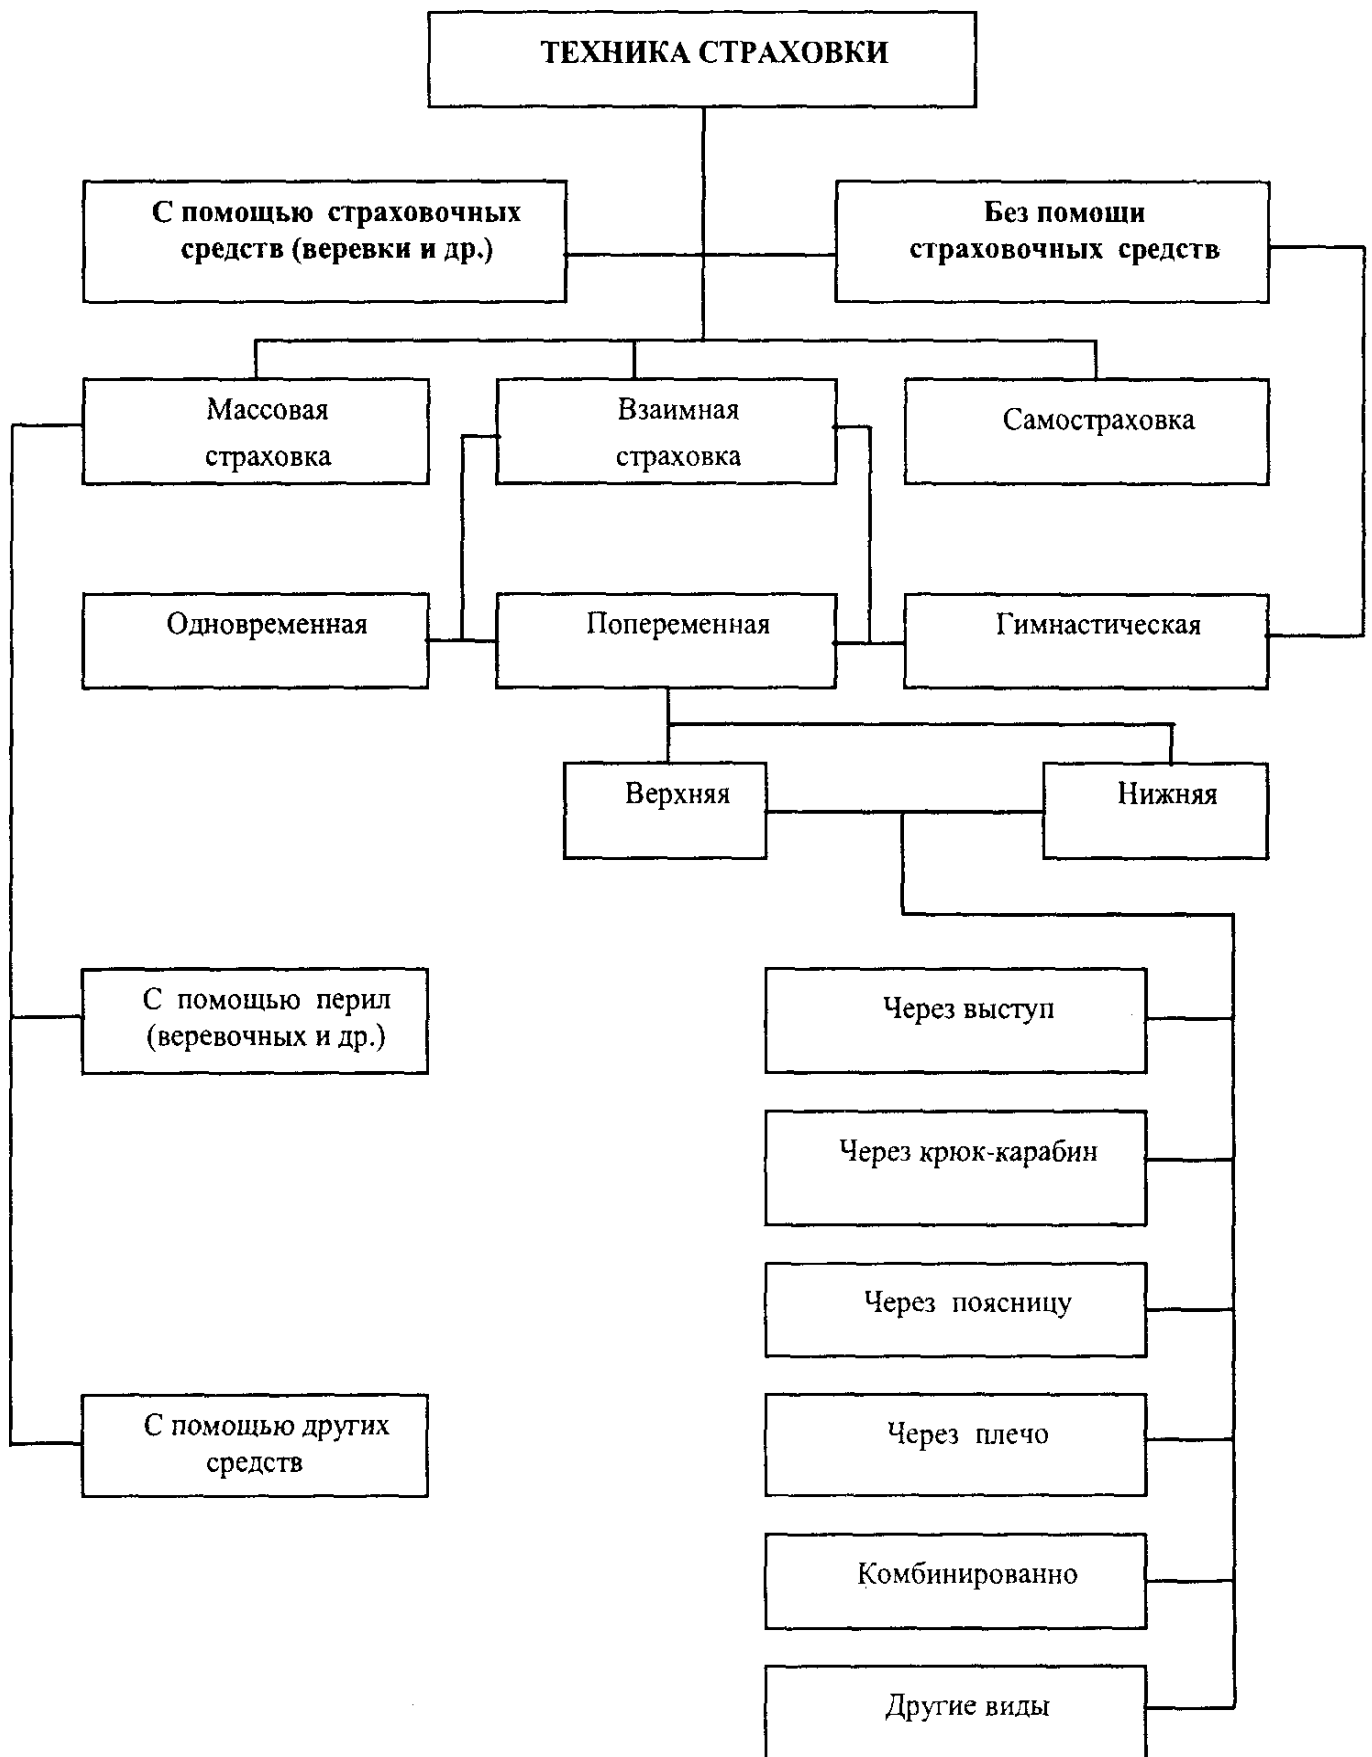 ТЕХНИКА СТРАХОВКИ
С помощью страховочных
средств (веревки и др.)
Без помощи
страховочных средств
Массовая
страховка
Взаимная
страховка
Самостраховка
Одновременная
Попеременная
Гимнастическая
Верхняя
Нижняя
С помощью перил
(веревочных и др.)
Через выступ
Через крюк-карабин
Через поясницу
С помощью других
средств
Через плечо
Комбинированно
Другие виды